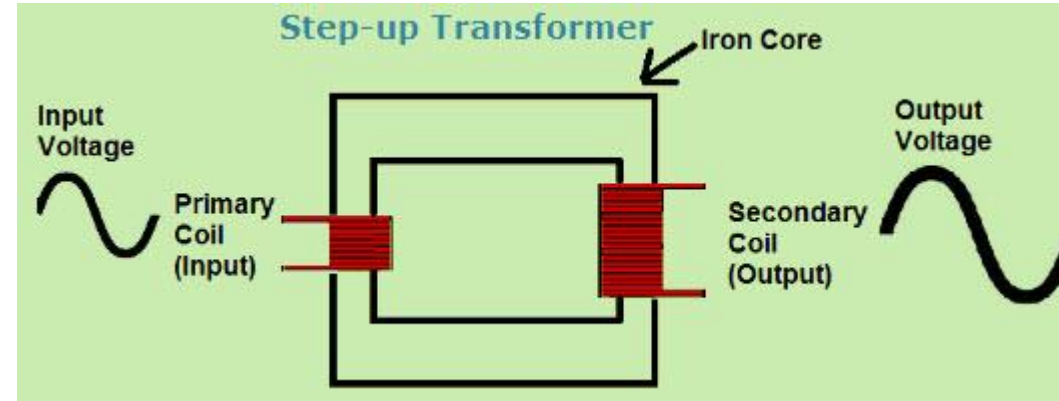 Step-up Transformer
Iron Core
Input
Voltage
Output
Voltage
Primary
Coil
(Input)
Secondary
Coil
(Output)